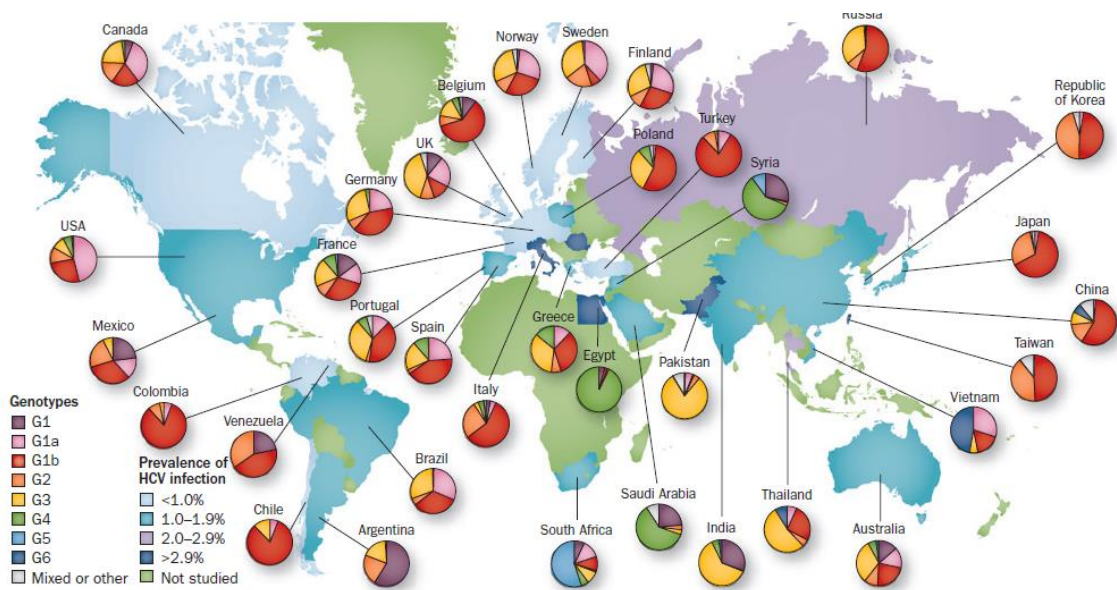 Canada
Norway
Sweden
Finland
Russia
Belgium
Republic
of Korea
UK
Poland
Turkey
Syria
Germany
USA
France
Japan
Portugal
Spain
Greece
China
Mexico
Egypt
Pakistan
Taiwan
Italy
Colombia
Venezuela
Vietnam
Brazil
Chile
Argentina
South Africa
Saudi Arabia
India
Thailand
Australia
Genotypes
G1
G1a
G1b
G2
G3
G4
G5
G6
Mixed or other
Prevalence of
HCV infection
<1.0%
1.0–1.9%
2.0–2.9%
>2.9%
Not studied